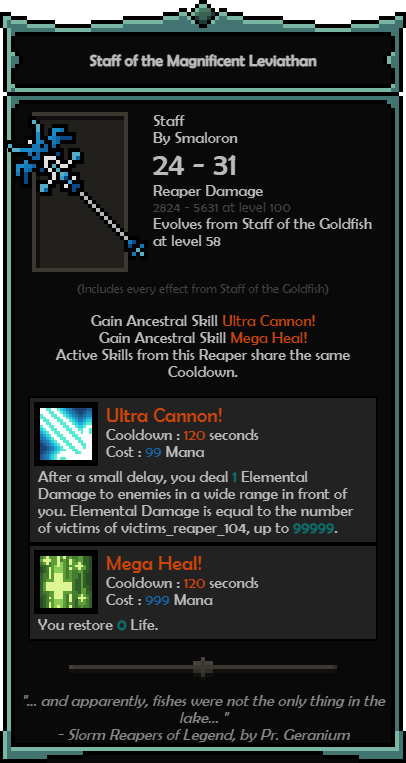 Staff of the Magnificent Leviathan
Staff
By Smaloron
24 - 31
Reaper Damage
2824 - 5631 at level 100
Evolves from Staff of the Goldfish
at level 58
(Includes every effect from Staff of the Goldfish)
Gain Ancestral Skill Ultra Cannon!
Gain Ancestral Skill Mega Heal!
Active Skills from this Reaper share the same
Cooldown.
Ultra Cannon!
Cooldown : 120 seconds
Cost : 99 Mana
After a small delay, you deal 1 Elemental
Damage to enemies in a wide range in front of
you. Elemental Damage is equal to the number
of victims of victims_reaper_104, up to 99999.
Mega Heal!
Cooldown : 120 seconds
Cost : 999 Mana
You restore 0 Life.
"... and apparently, fishes were not the only thing in the
lake... "
- Slorm Reapers of Legend, by Pr. Geranium